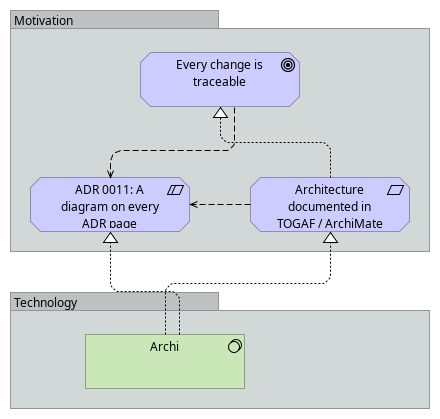 Motivation
Every change is
traceable
ADR 0011: A
diagram on every
ADR page
Architecture
documented in
TOGAF / ArchiMate
Technology
Archi